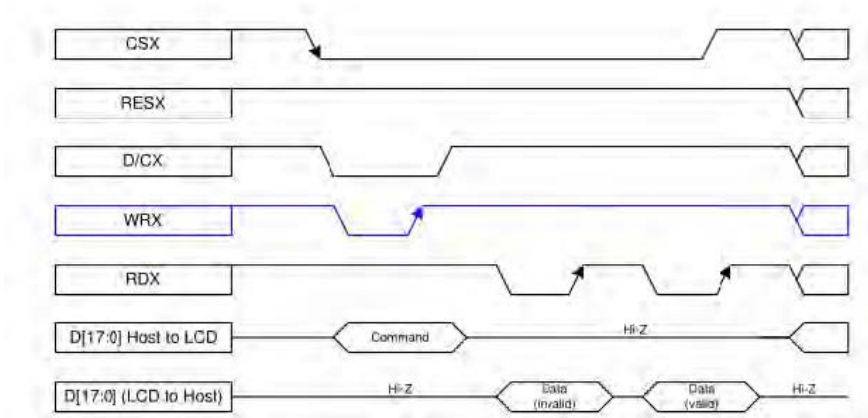 CSX
RESX
D/CX
WRX
RDX
D[17:0] Host to LCD
Command
Hi-Z
D[17:0] (LCD to Host)
Hi-Z
Data
(invalid)
Data
(valid)
Hi-Z